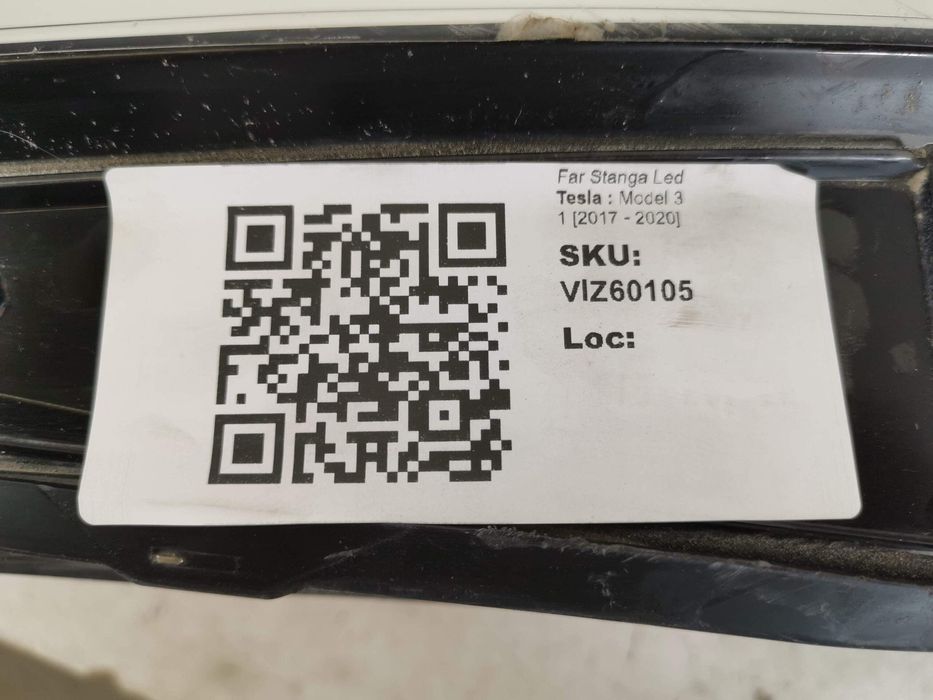 Far Stanga Led
Tesla : Model 3
1 [2017 - 2020]
SKU:
VIZ60105
Loc: